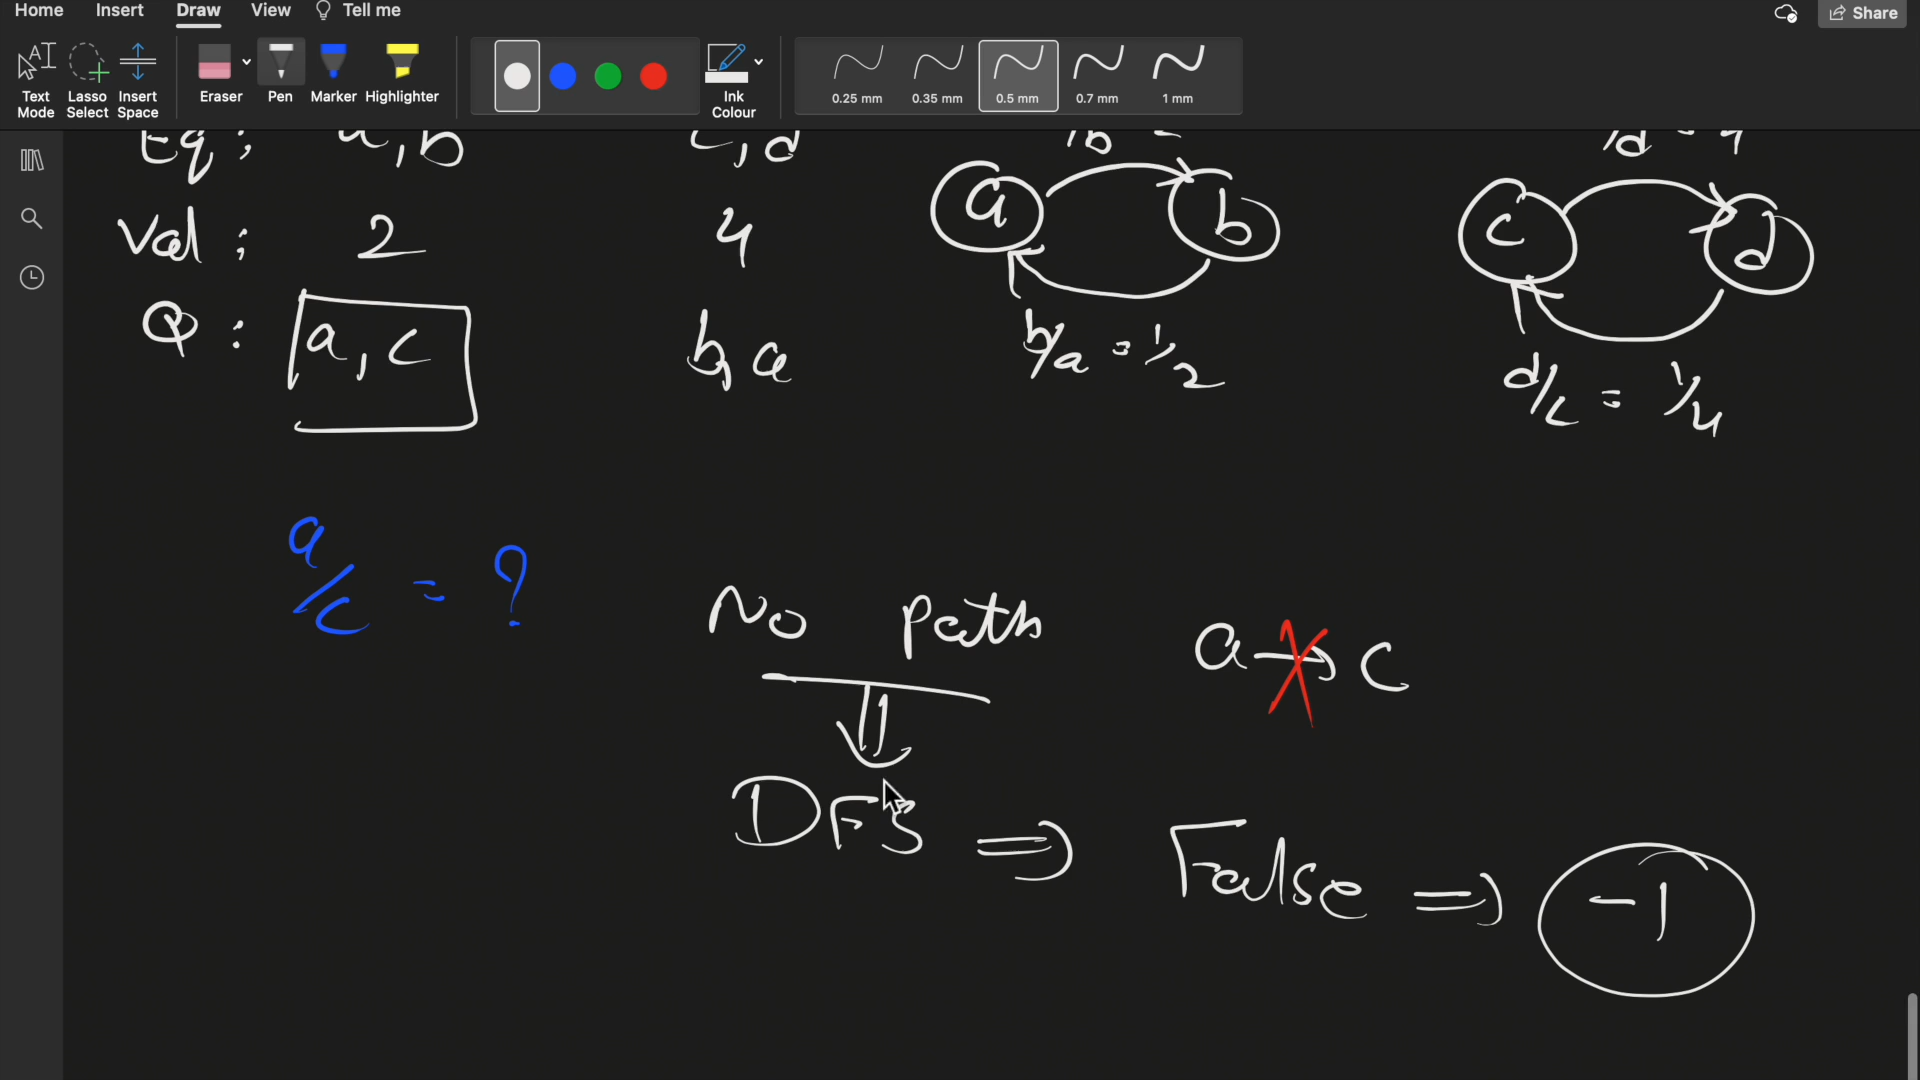 Home Insert Draw View Tell me Share
Text Mode Lasso Select Insert Space Eraser Pen Marker Highlighter Ink Colour 0.25 mm 0.35 mm 0.5 mm 0.7 mm 1 mm
Eq : a,b c,d /b = /d = 4
a b c d
Val : 2 4
Q : a,c b,a b/a = 1/2 d/c = 1/4
a/c = ?
No Path a → c
DFS ⇒ False ⇒ -1